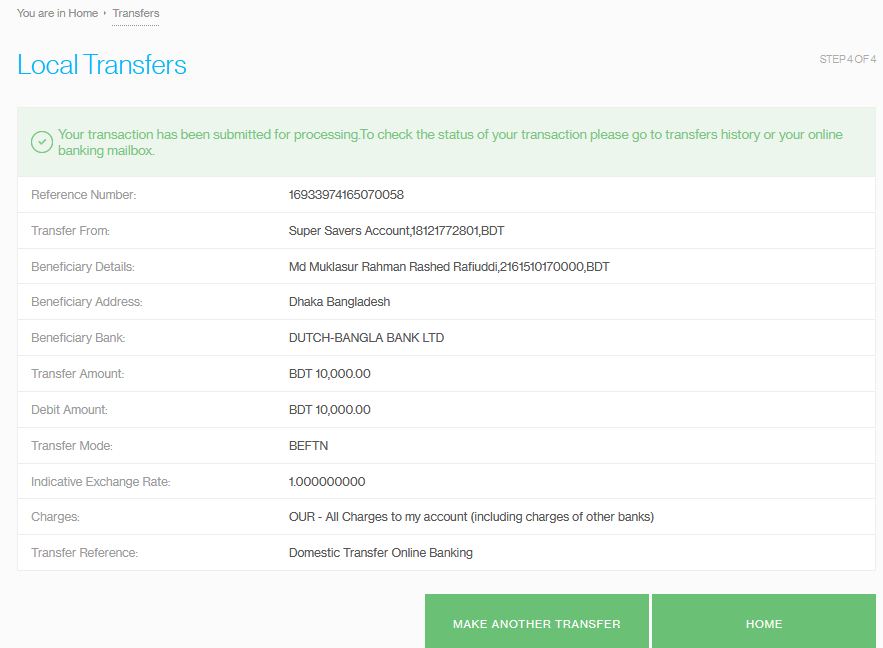 You are in Home › Transfers
Local Transfers
STEP 4 OF 4
Your transaction has been submitted for processing.To check the status of your transaction please go to transfers history or your online
banking mailbox.
Reference Number: 16933974165070058
Transfer From: Super Savers Account,18121772801,BDT
Beneficiary Details: Md Muklasur Rahman Rashed Rafiuddi,2161510170000,BDT
Beneficiary Address: Dhaka Bangladesh
Beneficiary Bank: DUTCH-BANGLA BANK LTD
Transfer Amount: BDT 10,000.00
Debit Amount: BDT 10,000.00
Transfer Mode: BEFTN
Indicative Exchange Rate: 1.000000000
Charges: OUR - All Charges to my account (including charges of other banks)
Transfer Reference: Domestic Transfer Online Banking
MAKE ANOTHER TRANSFER HOME